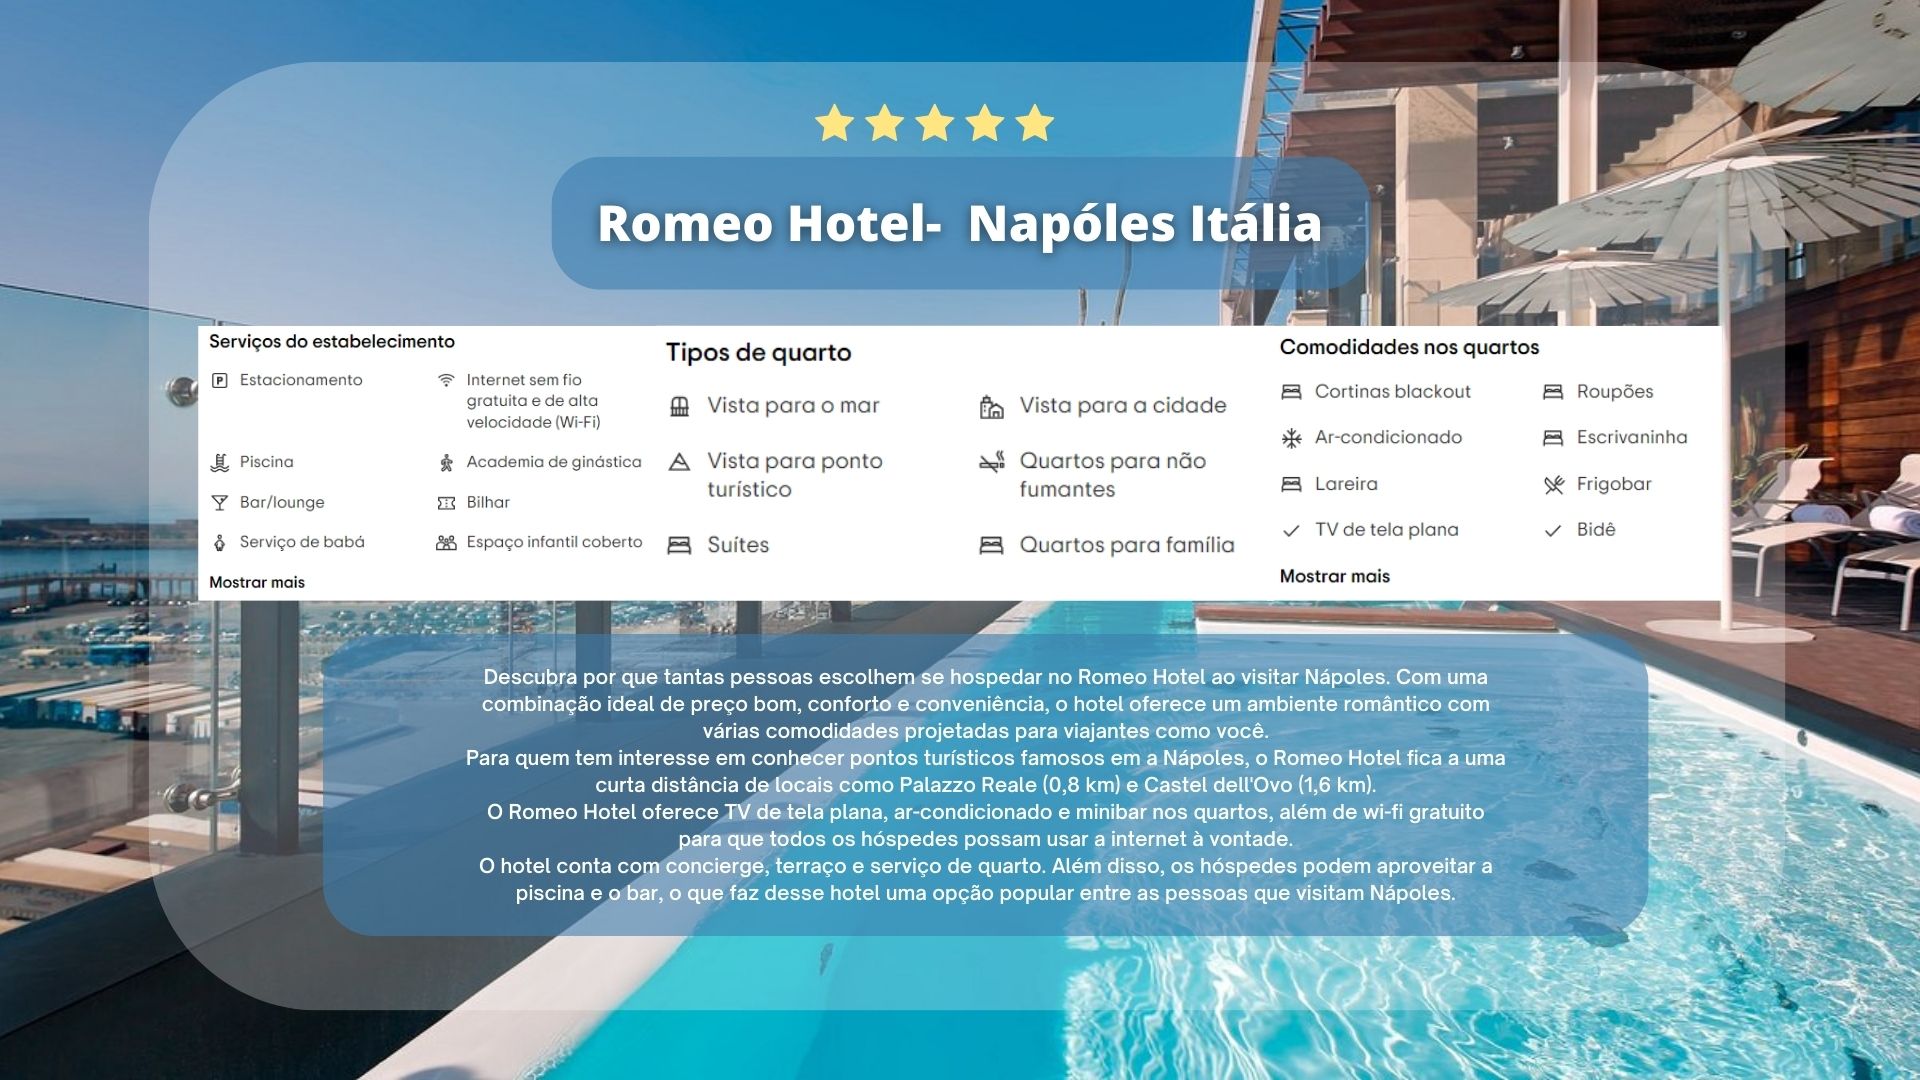 Romeo Hotel-  Napóles Itália
Serviços do estabelecimento
Estacionamento
Internet sem fio
gratuita e de alta
velocidade (Wi-Fi)
Piscina
Academia de ginástica
Bar/lounge
Bilhar
Serviço de babá
Espaço infantil coberto
Mostrar mais
Tipos de quarto
Vista para o mar
Vista para a cidade
Vista para ponto
turístico
Quartos para não
fumantes
Suítes
Quartos para família
Comodidades nos quartos
Cortinas blackout
Roupões
Ar-condicionado
Escrivaninha
Lareira
Frigobar
TV de tela plana
Bidê
Mostrar mais
Descubra por que tantas pessoas escolhem se hospedar no Romeo Hotel ao visitar Nápoles. Com uma
combinação ideal de preço bom, conforto e conveniência, o hotel oferece um ambiente romântico com
várias comodidades projetadas para viajantes como você.
Para quem tem interesse em conhecer pontos turísticos famosos em a Nápoles, o Romeo Hotel fica a uma
curta distância de locais como Palazzo Reale (0,8 km) e Castel dell'Ovo (1,6 km).
O Romeo Hotel oferece TV de tela plana, ar-condicionado e minibar nos quartos, além de wi-fi gratuito
para que todos os hóspedes possam usar a internet à vontade.
O hotel conta com concierge, terraço e serviço de quarto. Além disso, os hóspedes podem aproveitar a
piscina e o bar, o que faz desse hotel uma opção popular entre as pessoas que visitam Nápoles.